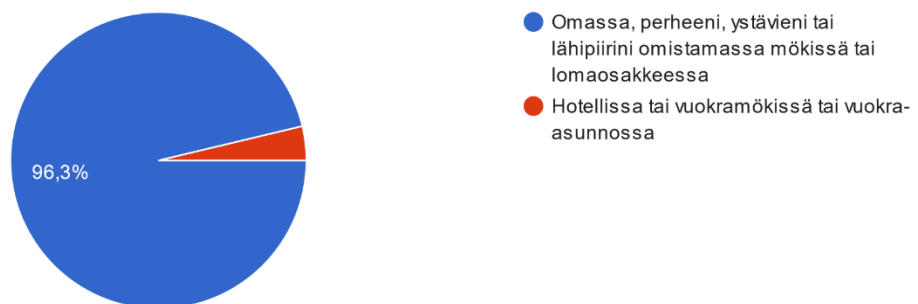 Omassa, perheeni, ystävieni tai
lähipiirini omistamassa mökissä tai
lomaosakkeessa
Hotellissa tai vuokramökissä tai vuokra-
asunnossa
96,3%